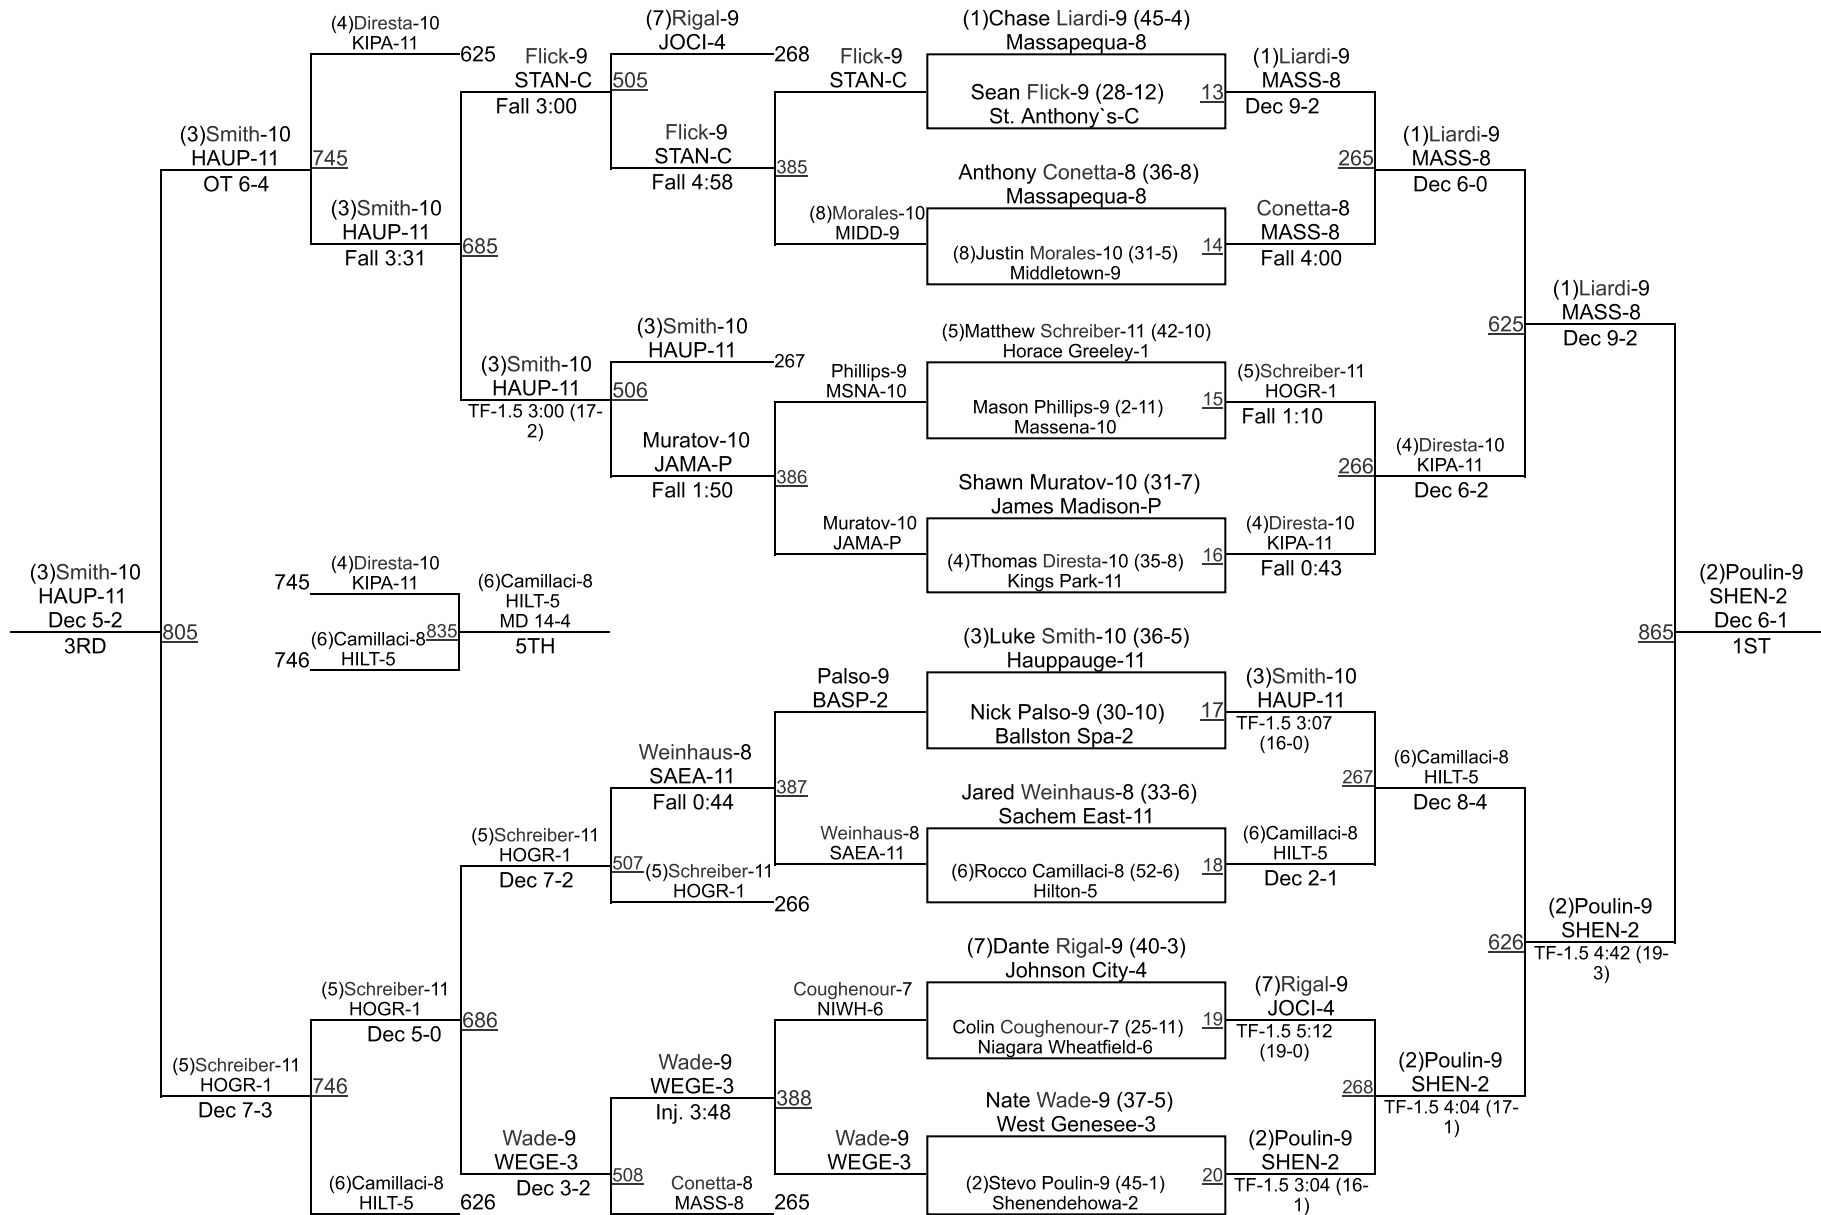 (4)Diresta-10
KIPA-11
625
(3)Smith-10
HAUP-11
OT 6-4
745
(3)Smith-10
HAUP-11
Fall 3:31
685
Flick-9
STAN-C
Fall 3:00
505
(7)Rigal-9
JOCI-4
268
Flick-9
STAN-C
Fall 4:58
385
Flick-9
STAN-C
(8)Morales-10
MIDD-9
(1)Chase Liardi-9 (45-4)
Massapequa-8
Sean Flick-9 (28-12)
St. Anthony`s-C
13
Anthony Conetta-8 (36-8)
Massapequa-8
(8)Justin Morales-10 (31-5)
Middletown-9
14
(1)Liardi-9
MASS-8
Dec 9-2
265
Conetta-8
MASS-8
Fall 4:00
(1)Liardi-9
MASS-8
Dec 6-0
625
(1)Liardi-9
MASS-8
Dec 9-2
(3)Smith-10
HAUP-11
TF-1.5 3:00 (17-
2)
506
(3)Smith-10
HAUP-11
267
Muratov-10
JAMA-P
Fall 1:50
386
Phillips-9
MSNA-10
Muratov-10
JAMA-P
(5)Matthew Schreiber-11 (42-10)
Horace Greeley-1
Mason Phillips-9 (2-11)
Massena-10
15
Shawn Muratov-10 (31-7)
James Madison-P
(4)Thomas Diresta-10 (35-8)
Kings Park-11
16
(5)Schreiber-11
HOGR-1
Fall 1:10
266
(4)Diresta-10
KIPA-11
Fall 0:43
(4)Diresta-10
KIPA-11
Dec 6-2
(3)Smith-10
HAUP-11
Dec 5-2
3RD
805
745
(4)Diresta-10
KIPA-11
746
(6)Camillaci-8
HILT-5
835
(6)Camillaci-8
HILT-5
MD 14-4
5TH
865
(2)Poulin-9
SHEN-2
Dec 6-1
1ST
Palso-9
BASP-2
Weinhaus-8
SAEA-11
Fall 0:44
387
Weinhaus-8
SAEA-11
(3)Luke Smith-10 (36-5)
Hauppauge-11
Nick Palso-9 (30-10)
Ballston Spa-2
17
Jared Weinhaus-8 (33-6)
Sachem East-11
(6)Rocco Camillaci-8 (52-6)
Hilton-5
18
(3)Smith-10
HAUP-11
TF-1.5 3:07
(16-0)
267
(6)Camillaci-8
HILT-5
Dec 2-1
(6)Camillaci-8
HILT-5
Dec 8-4
(5)Schreiber-11
HOGR-1
Dec 7-2
507
(5)Schreiber-11
HOGR-1
266
626
(2)Poulin-9
SHEN-2
TF-1.5 4:42 (19-
3)
(5)Schreiber-11
HOGR-1
Dec 5-0
686
(5)Schreiber-11
HOGR-1
Dec 7-3
746
(6)Camillaci-8
HILT-5
626
Wade-9
WEGE-3
Dec 3-2
508
Wade-9
WEGE-3
Inj. 3:48
388
Conetta-8
MASS-8
265
Coughenour-7
NIWH-6
Wade-9
WEGE-3
(7)Dante Rigal-9 (40-3)
Johnson City-4
Colin Coughenour-7 (25-11)
Niagara Wheatfield-6
19
Nate Wade-9 (37-5)
West Genesee-3
(2)Stevo Poulin-9 (45-1)
Shenendehowa-2
20
(7)Rigal-9
JOCI-4
TF-1.5 5:12
(19-0)
268
(2)Poulin-9
SHEN-2
TF-1.5 3:04 (16-
1)
(2)Poulin-9
SHEN-2
TF-1.5 4:04 (17-
1)